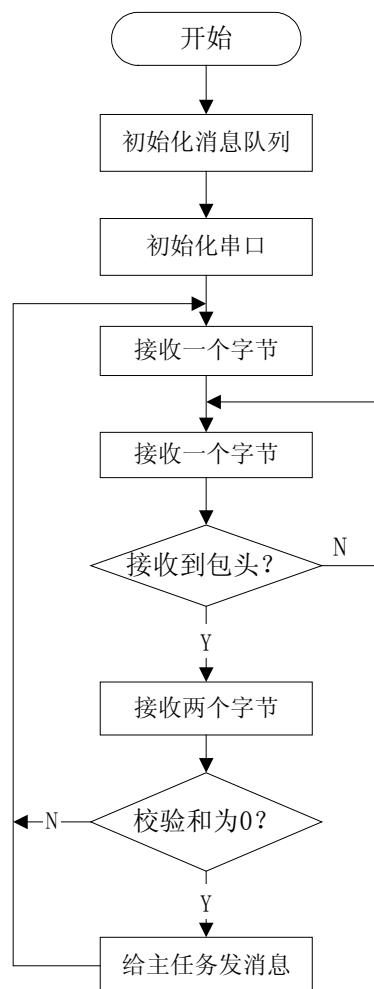 开始
初始化消息队列
初始化串口
接收一个字节
接收一个字节
接收到包头?
N
Y
接收两个字节
校验和为0?
N
Y
给主任务发消息